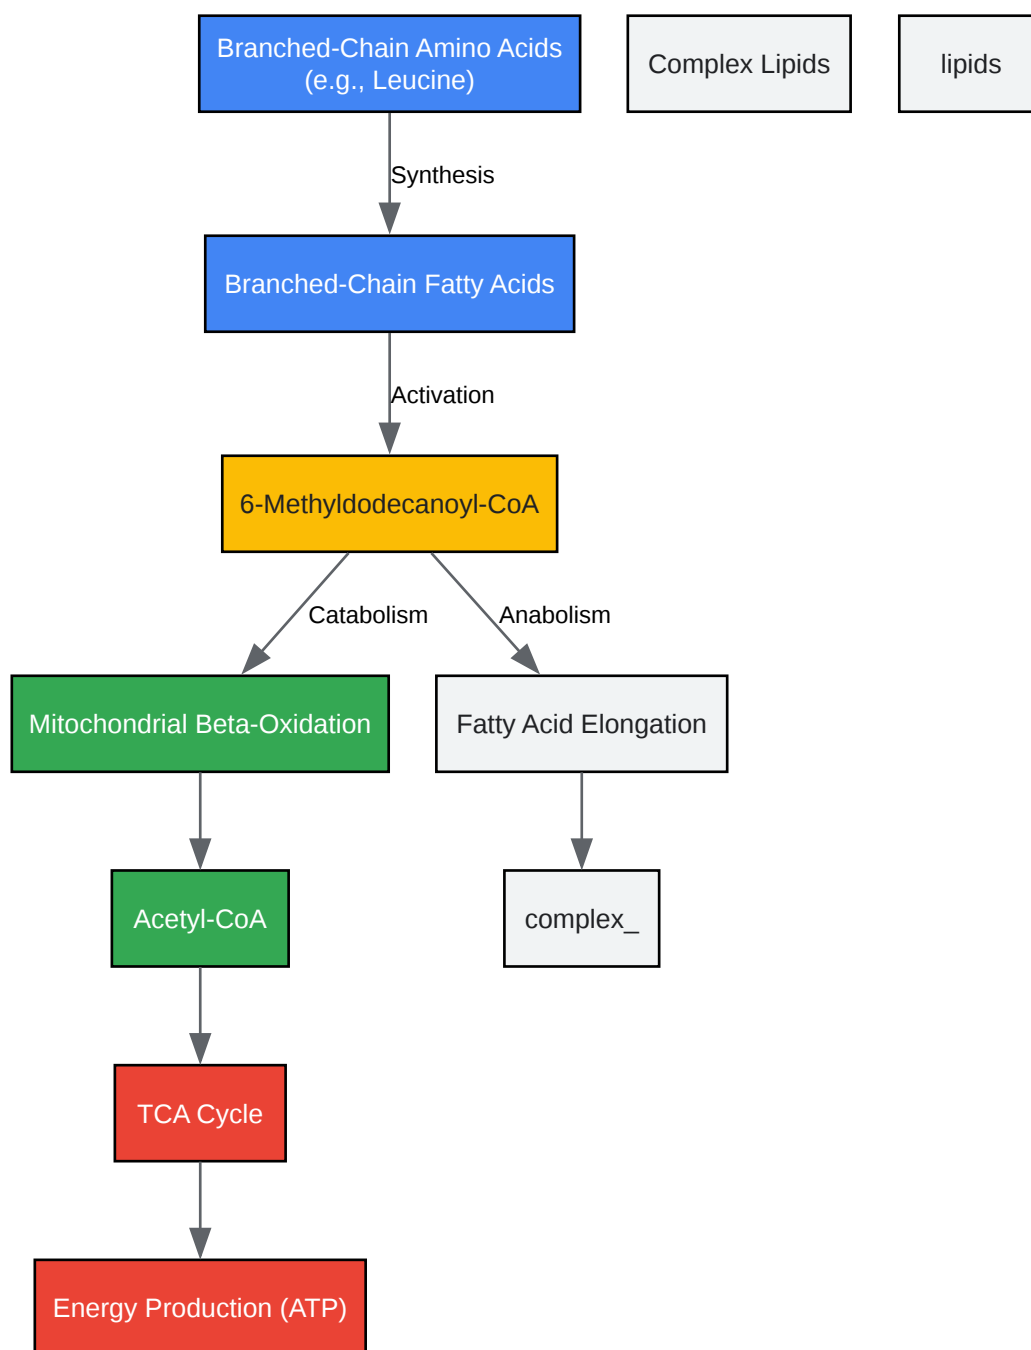 Branched-Chain Amino Acids
(e.g., Leucine)
Complex Lipids
lipids
Synthesis
Branched-Chain Fatty Acids
Activation
6-Methyldodecanoyl-CoA
Catabolism
Anabolism
Mitochondrial Beta-Oxidation
Fatty Acid Elongation
Acetyl-CoA
complex_
TCA Cycle
Energy Production (ATP)